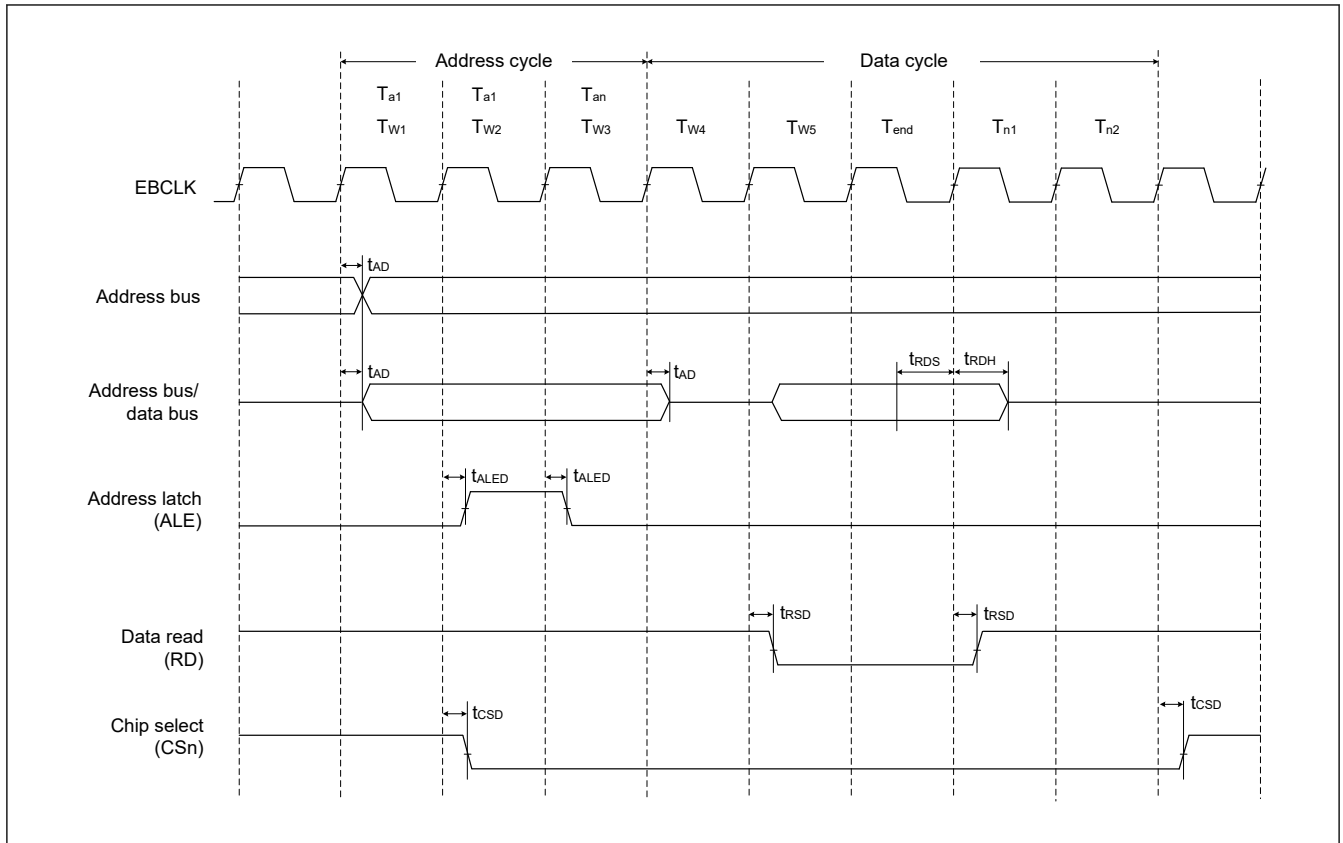 Address cycle Data cycle
Ta1 Ta1 Tan
TW1 TW2 TW3 TW4 TW5 Tend Tn1 Tn2
EBCLK
tAD
Address bus
tRDS tRDH
tAD tAD
Address bus/
data bus
tALED tALED
Address latch
(ALE)
tRSD tRSD
Data read
(RD)
tCSD tCSD
Chip select
(CSn)